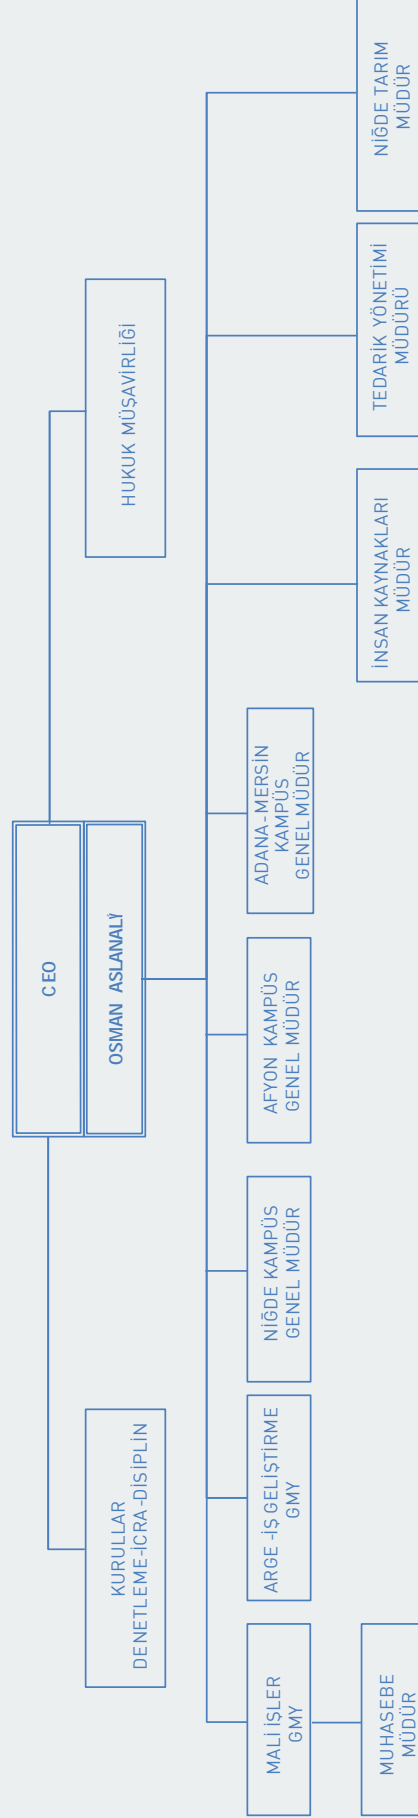 CEO
OSMAN ASLANALİ
KURULLAR
DENETLEME-İCRA-DİSİPLİN
HUKUK MÜŞAVİRLİĞİ
MALİ İŞLER
GMY
ARGE -İŞ GELİŞTİRME
GMY
NİĞDE KAMPÜS
GENEL MÜDÜR
AFYON KAMPÜS
GENEL MÜDÜR
ADANA-MERSİN
KAMPÜS
GENEL MÜDÜR
MUHASEBE
MÜDÜR
İNSAN KAYNAKLARI
MÜDÜR
TEDARİK YÖNETİMİ
MÜDÜRÜ
NİĞDE TARIM
MÜDÜR